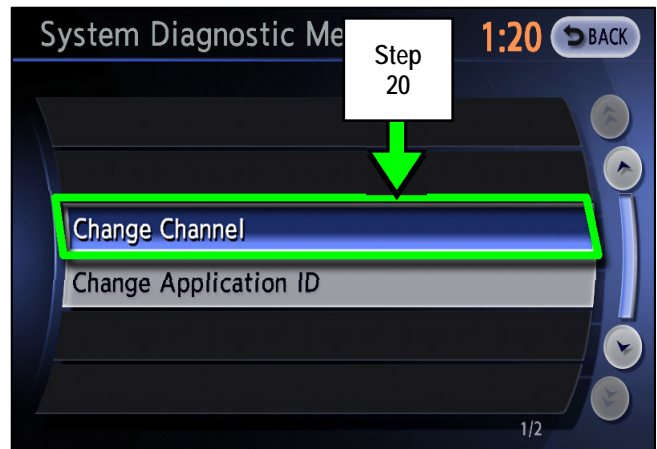 System Diagnostic Me
1:20
BACK
Step
20
Change Channel
Change Application ID
1/2